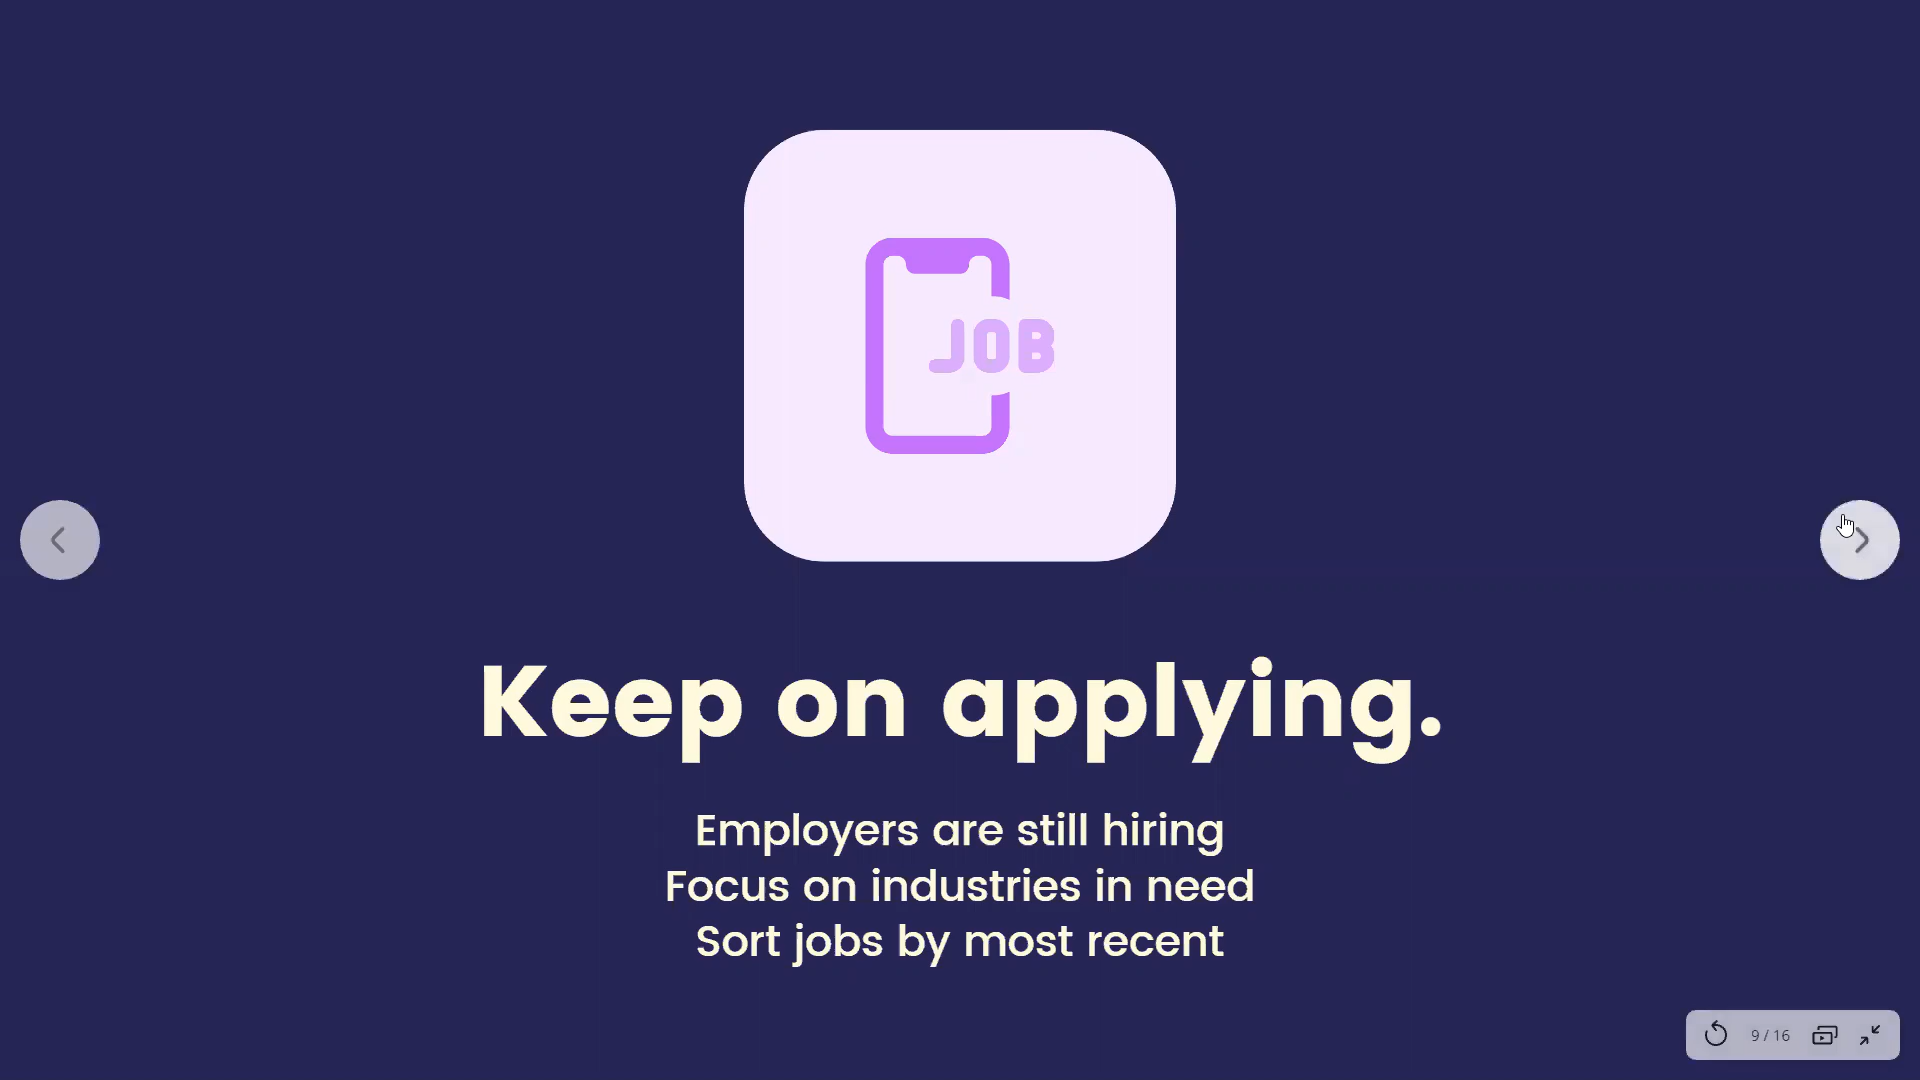 JOB
Keep on applying.
Employers are still hiring
Focus on industries in need
Sort jobs by most recent
9 / 16